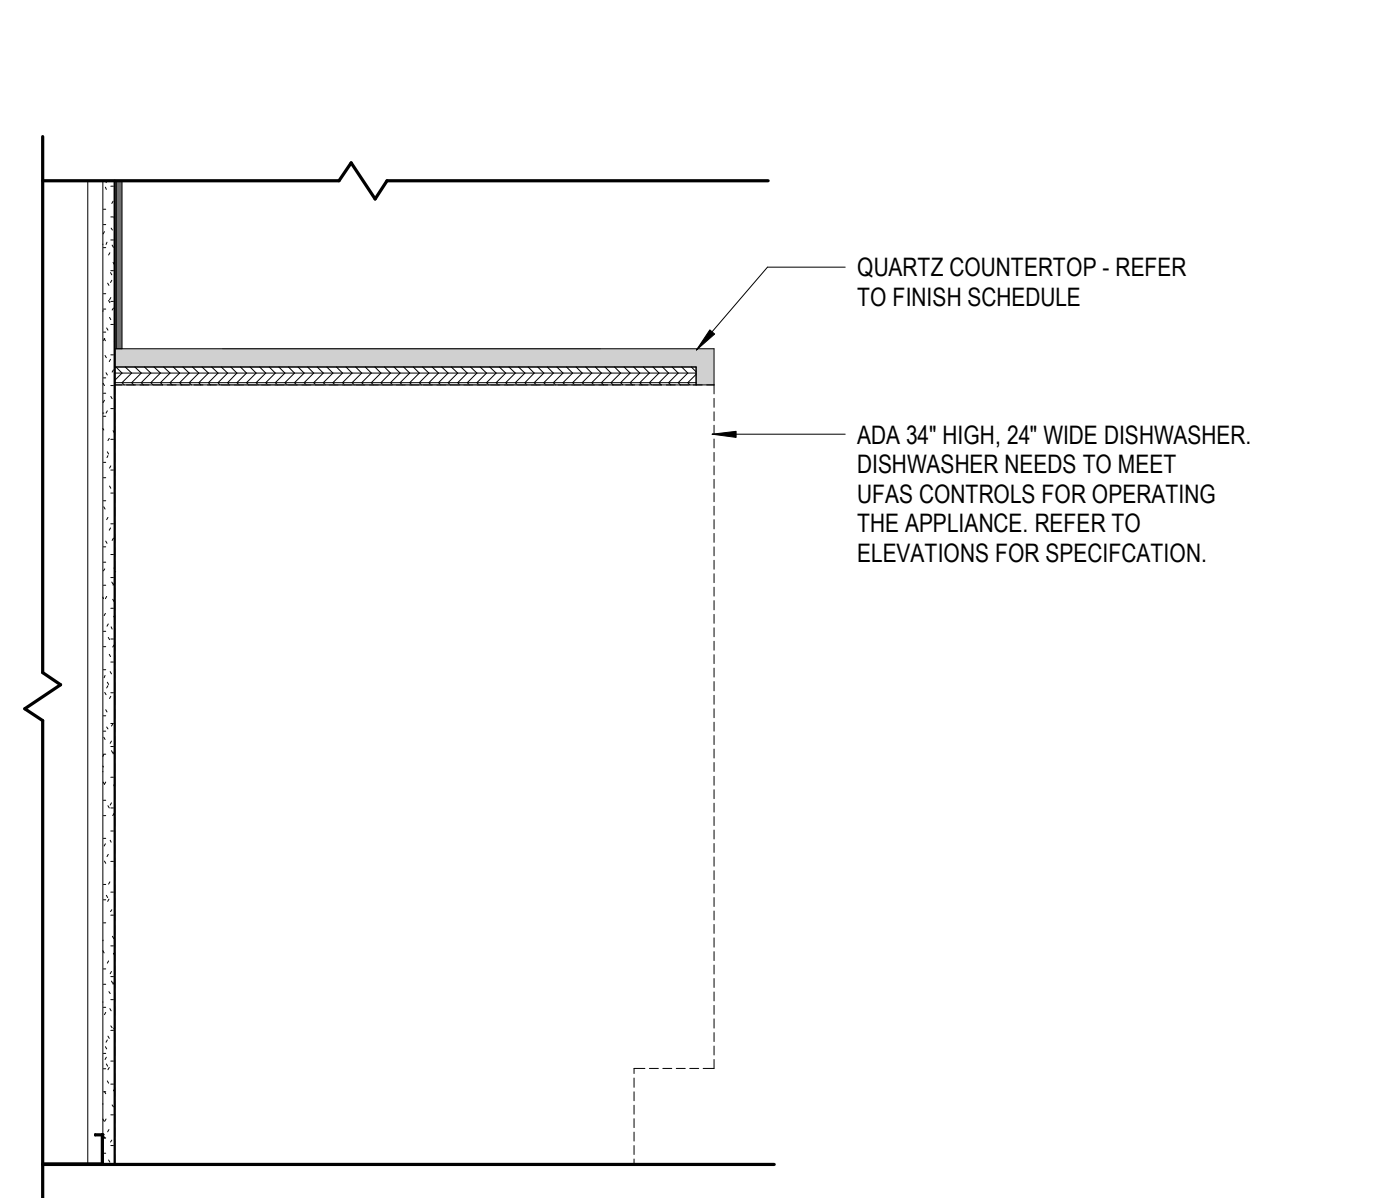 QUARTZ COUNTERTOP - REFER
TO FINISH SCHEDULE
ADA 34" HIGH, 24" WIDE DISHWASHER.
DISHWASHER NEEDS TO MEET
UFAS CONTROLS FOR OPERATING
THE APPLIANCE. REFER TO
ELEVATIONS FOR SPECIFCATION.